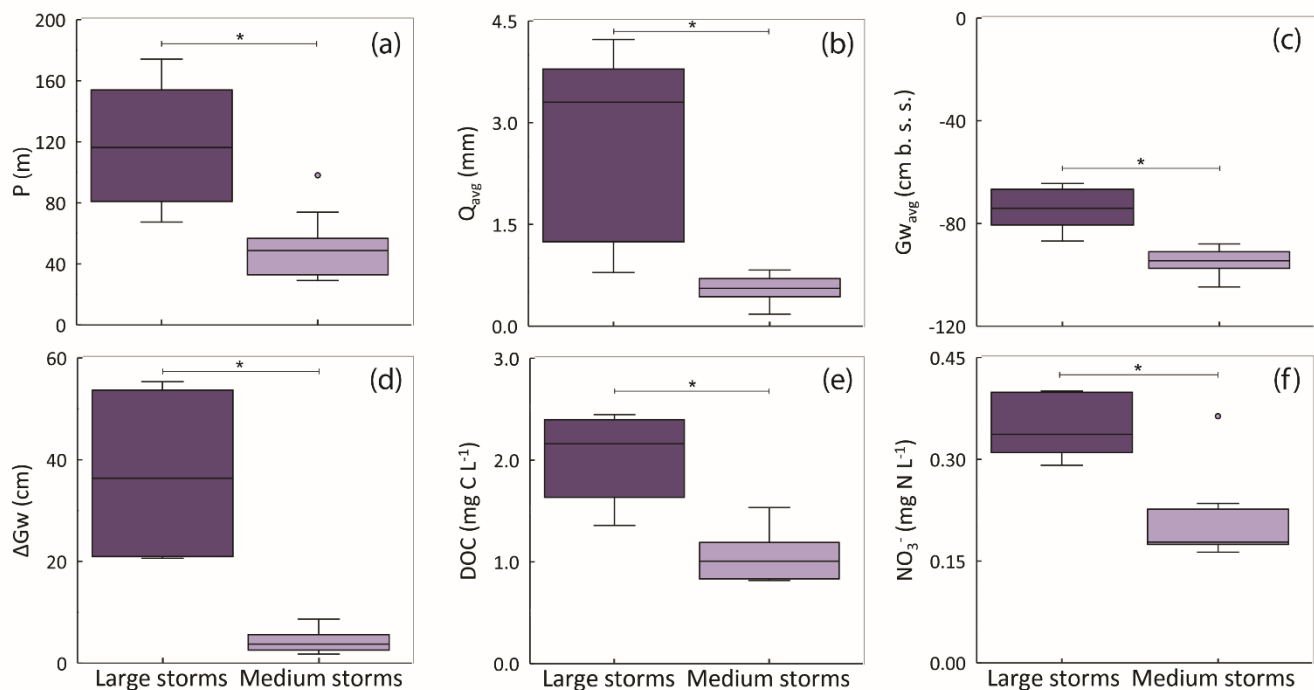 200
160
120
80
40
0
P (m)
*
(a)
4.5
3.0
1.5
0.0
Q_avg (mm)
*
(b)
0
-40
-80
-120
Gw_avg (cm b. s. s.)
*
(c)
60
40
20
0
ΔGw (cm)
*
(d)
Large storms Medium storms
3.0
2.0
1.0
0.0
DOC (mg C L⁻¹)
*
(e)
Large storms Medium storms
0.45
0.30
0.15
0.00
NO₃⁻ (mg N L⁻¹)
*
(f)
Large storms Medium storms